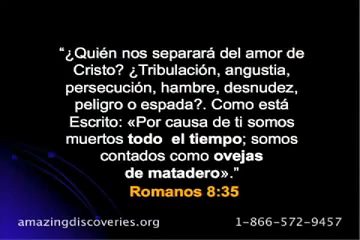 “¿Quién nos separará del amor de
Cristo? ¿Tribulación, angustia,
persecución, hambre, desnudez,
peligro o espada?. Como está
Escrito: «Por causa de ti somos
muertos todo el tiempo; somos
contados como ovejas
de matadero».”
Romanos 8:35
amazingdiscoveries.org 1-866-572-9457